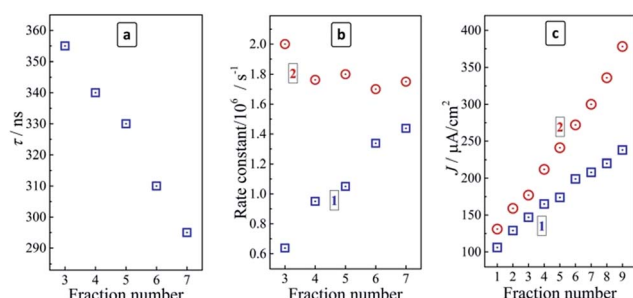 a
360
350
340
330
320
310
300
290
τ / ns
3 4 5 6 7
Fraction number
b
2.0
1.8
1.6
1.4
1.2
1.0
0.8
0.6
Rate constant/10⁶ / s⁻¹
2
1
3 4 5 6 7
Fraction number
c
400
350
300
250
200
150
100
J / μA/cm²
2
1
1 2 3 4 5 6 7 8 9
Fraction number